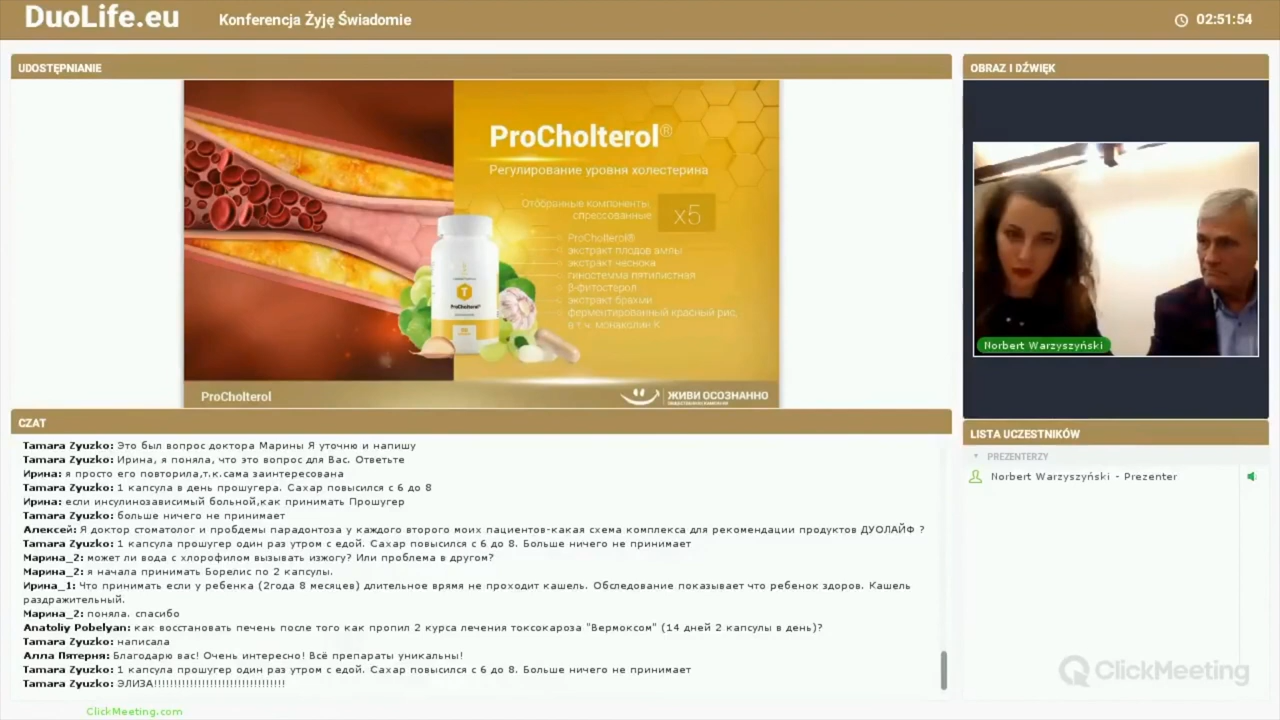 DuoLife.eu
Konferencja Żyję Świadomie
02:51:54
UDOSTĘPNIANIE
ProCholterol®
Регулирование уровня холестерина
Отобранные компоненты,
спрессованные
x5
ProCholterol®
экстракт плодов амлы
экстракт чеснока
гиностемма пятилистная
β-фитостерол
экстракт брахми
ферментированный красный рис,
в т.ч. монаколин К
T
ProCholterol®
ProCholterol
ЖИВИ ОСОЗНАННО
OBRAZ I DŹWIĘK
Norbert Warzyszyński
LISTA UCZESTNIKÓW
PREZENTERZY
Norbert Warzyszyński - Prezenter
CZAT
Tamara Zyuzko: Это был вопрос доктора Марины Я уточню и напишу
Tamara Zyuzko: Ирина, я поняла, что это вопрос для Вас. Ответьте
Ирина: я просто его повторила,т.к.сама заинтересована
Tamara Zyuzko: 1 капсула в день прошугера. Сахар повысился с 6 до 8
Ирина: если инсулинозависимый больной,как принимать Прошугер
Tamara Zyuzko: больше ничего не принимает
Алексей: Я доктор стоматолог и пробдемы парадонтоза у каждого второго моих пациентов-какая схема комплекса для рекомендации продуктов ДУОЛАЙФ ?
Tamara Zyuzko: 1 капсула прошугер один раз утром с едой. Сахар повысился с 6 до 8. Больше ничего не принимает
Марина_2: может ли вода с хлорофилом вызывать изжогу? Или проблема в другом?
Марина_2: я начала принимать Борелис по 2 капсулы.
Ирина_1: Что принимать если у ребенка (2года 8 месяцев) длительное врямя не проходит кашель. Обследование показывает что ребенок здоров. Кашель
раздражительный.
Марина_2: поняла. спасибо
Anatoliy Pobelyan: как восстановать печень после того как пропил 2 курса лечения токсокароза "Вермоксом" (14 дней 2 капсулы в день)?
Tamara Zyuzko: написала
Алла Пятерня: Благодарю вас! Очень интересно! Всё препараты уникальны!
Tamara Zyuzko: 1 капсула прошугер один раз утром с едой. Сахар повысился с 6 до 8. Больше ничего не принимает
Tamara Zyuzko: ЭЛИЗА!!!!!!!!!!!!!!!!!!!!!!!!!!!!!!!!!
ClickMeeting
ClickMeeting.com